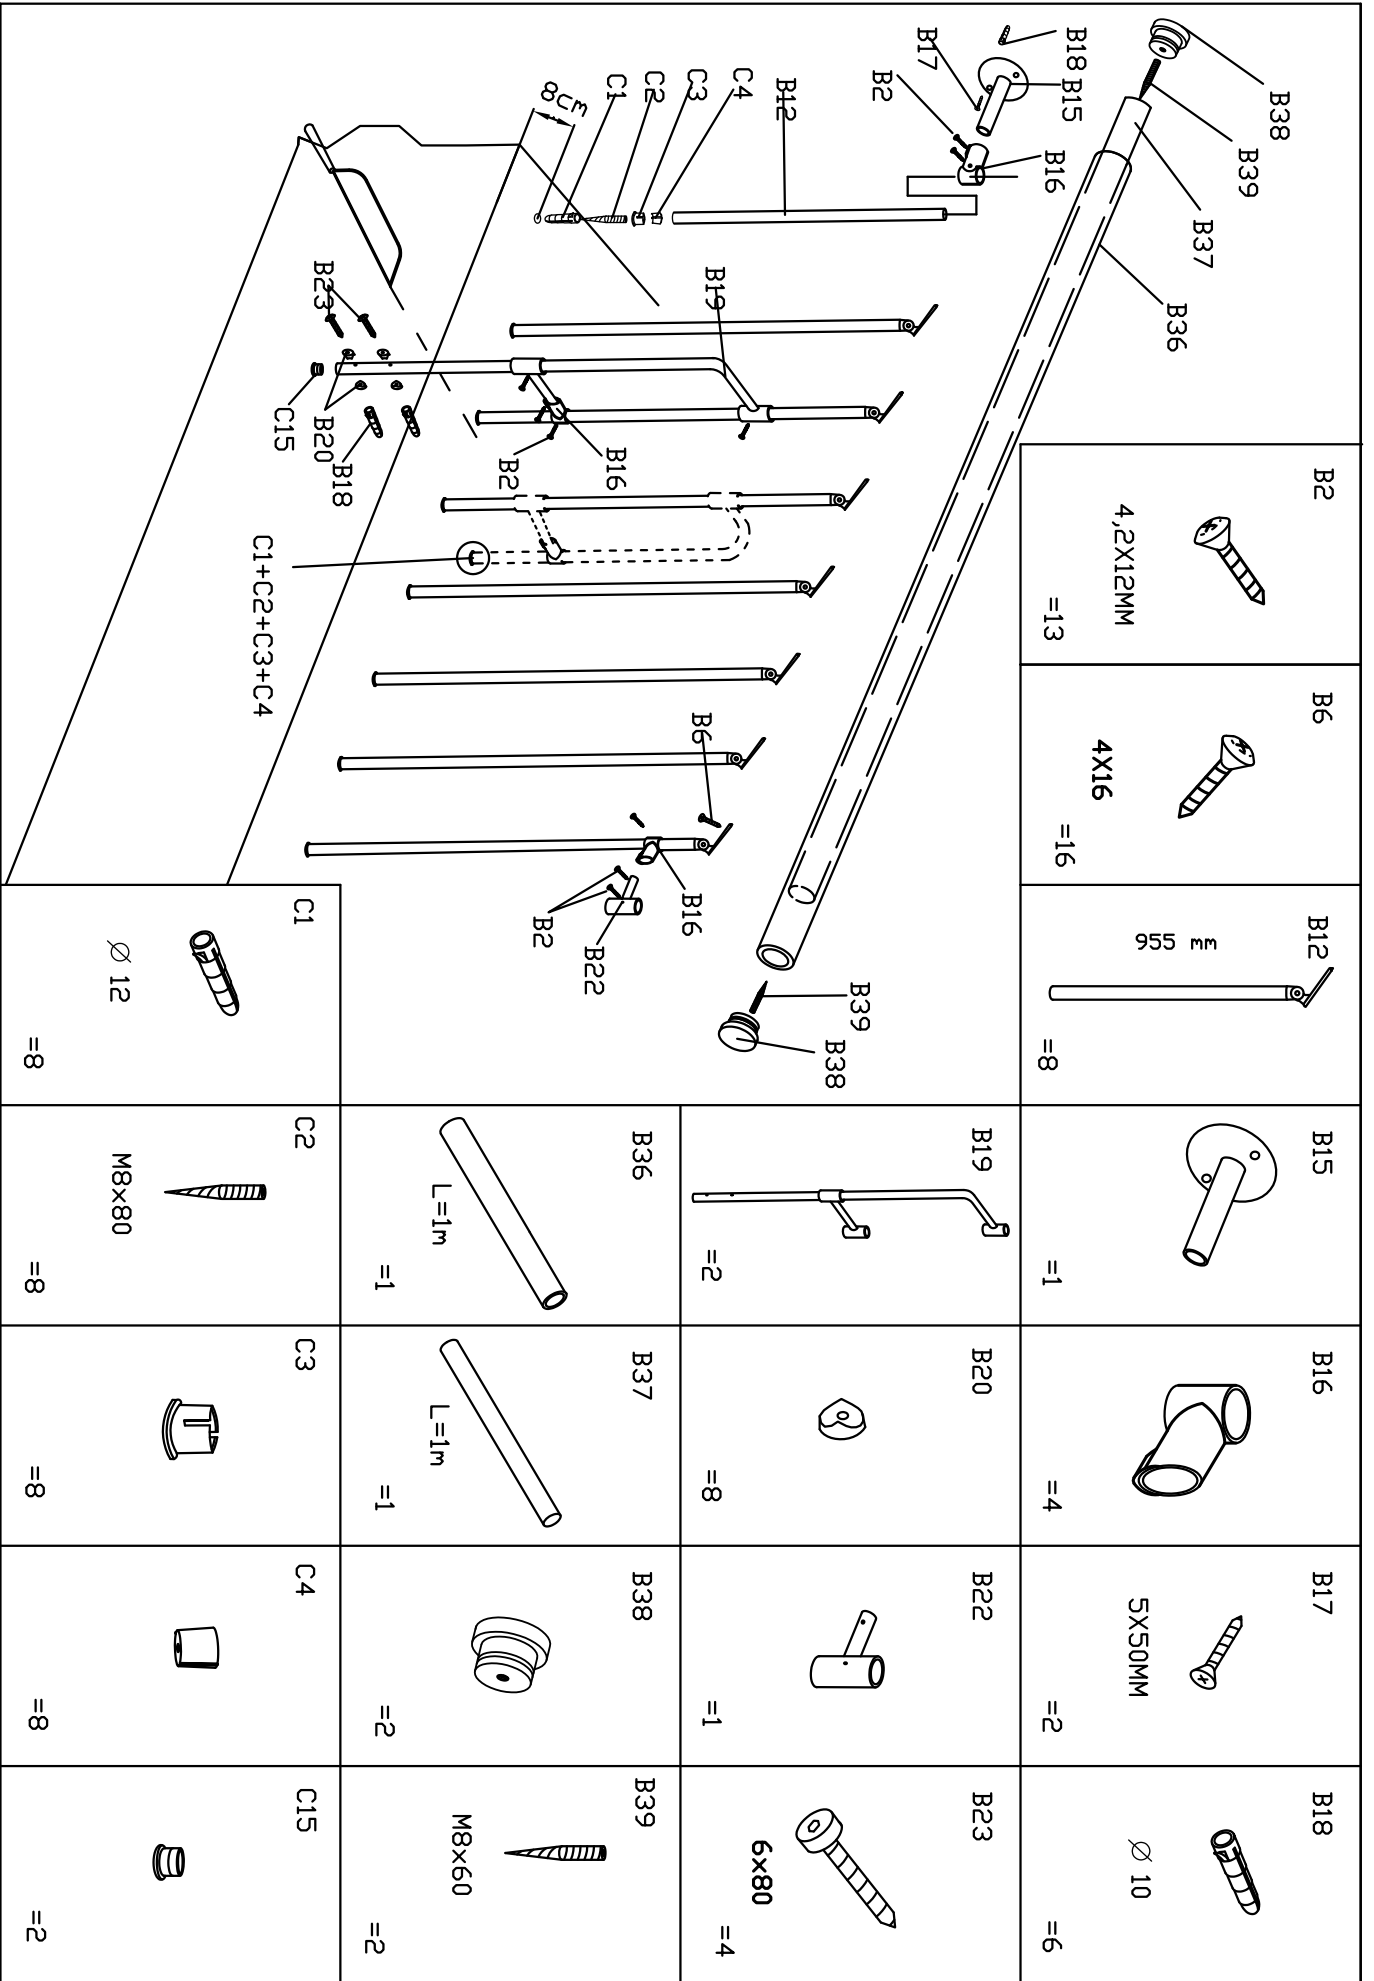 B38
B39
B37
B36
B18
B15
B17
B2
B16
B12
C4
C3
C2
C1
8Cm
B19
B23
C15
B20
B18
B2
B16
C1+C2+C3+C4
B6
B16
B2
B22
B39
B38
B2
4,2X12MM
=13
B6
4X16
=16
B12
955 mm
=8
B15
=1
B16
=4
B17
5X50MM
=2
B18
Ø 10
=6
B19
=2
B20
=8
B22
=1
B23
6x80
=4
B36
L=1m
=1
B37
L=1m
=1
B38
=2
B39
M8x60
=2
C1
Ø 12
=8
C2
M8x80
=8
C3
=8
C4
=8
C15
=2